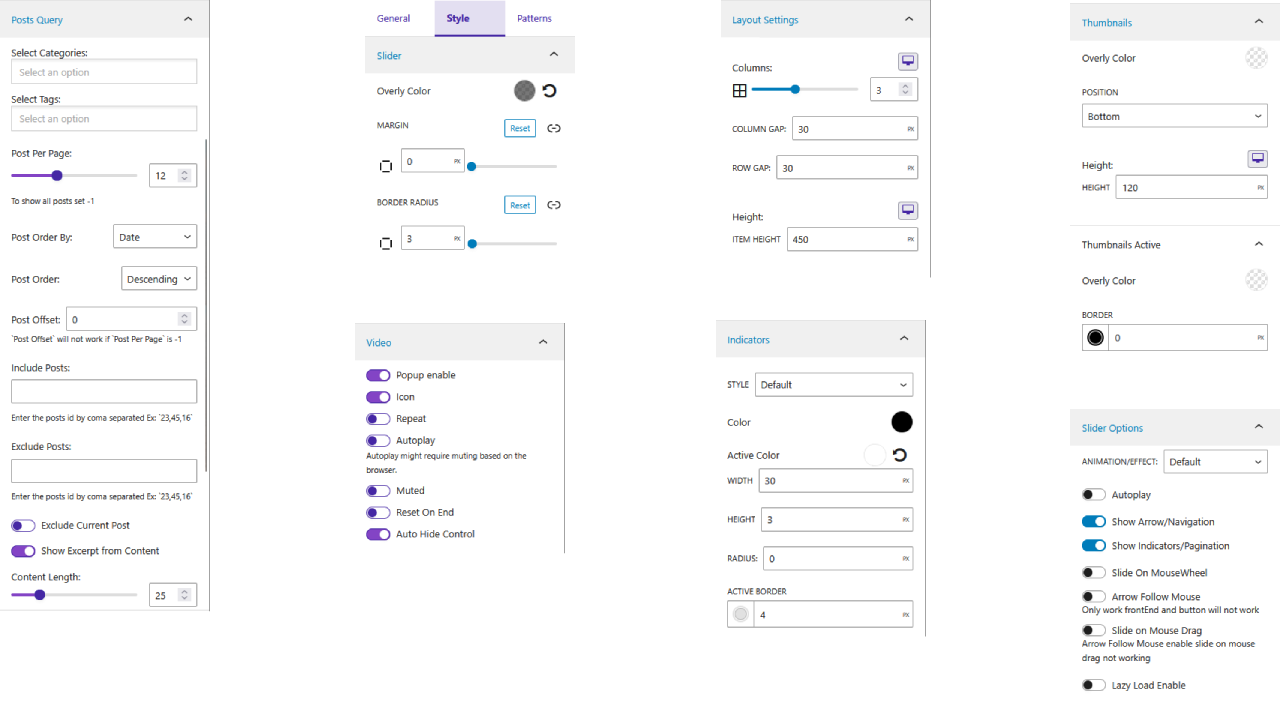 Posts Query
Select Categories:
Select an option
Select Tags:
Select an option
Post Per Page:
12
To show all posts set -1
Post Order By:
Date
Post Order:
Descending
Post Offset:
0
`Post Offset` will not work if `Post Per Page` is -1
Include Posts:
Enter the posts id by coma separated Ex: `23,45,16`
Exclude Posts:
Enter the posts id by coma separated Ex: `23,45,16`
Exclude Current Post
Show Excerpt from Content
Content Length:
25
General
Style
Patterns
Slider
Overly Color
MARGIN
Reset
0
PX
BORDER RADIUS
Reset
3
PX
Video
Popup enable
Icon
Repeat
Autoplay
Autoplay might require muting based on the
browser.
Muted
Reset On End
Auto Hide Control
Layout Settings
Columns:
3
COLUMN GAP:
30
PX
ROW GAP:
30
PX
Height:
ITEM HEIGHT
450
PX
Indicators
STYLE
Default
Color
Active Color
WIDTH
30
PX
HEIGHT
3
PX
RADIUS:
0
PX
ACTIVE BORDER
4
PX
Thumbnails
Overly Color
POSITION
Bottom
Height:
HEIGHT
120
PX
Thumbnails Active
Overly Color
BORDER
0
PX
Slider Options
ANIMATION/EFFECT:
Default
Autoplay
Show Arrow/Navigation
Show Indicators/Pagination
Slide On MouseWheel
Arrow Follow Mouse
Only work frontEnd and button will not work
Slide on Mouse Drag
Arrow Follow Mouse enable slide on mouse
drag not working
Lazy Load Enable